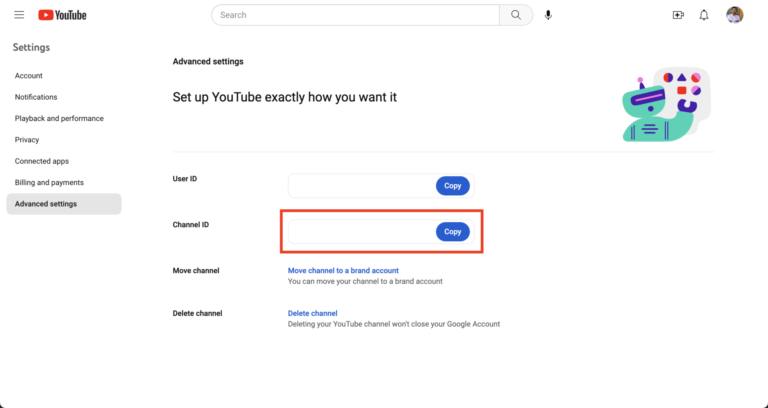 YouTube
Search
Settings
Account
Notifications
Playback and performance
Privacy
Connected apps
Billing and payments
Advanced settings
Advanced settings
Set up YouTube exactly how you want it
User ID
Copy
Channel ID
Copy
Move channel
Move channel to a brand account
You can move your channel to a brand account
Delete channel
Delete channel
Deleting your YouTube channel won't close your Google Account